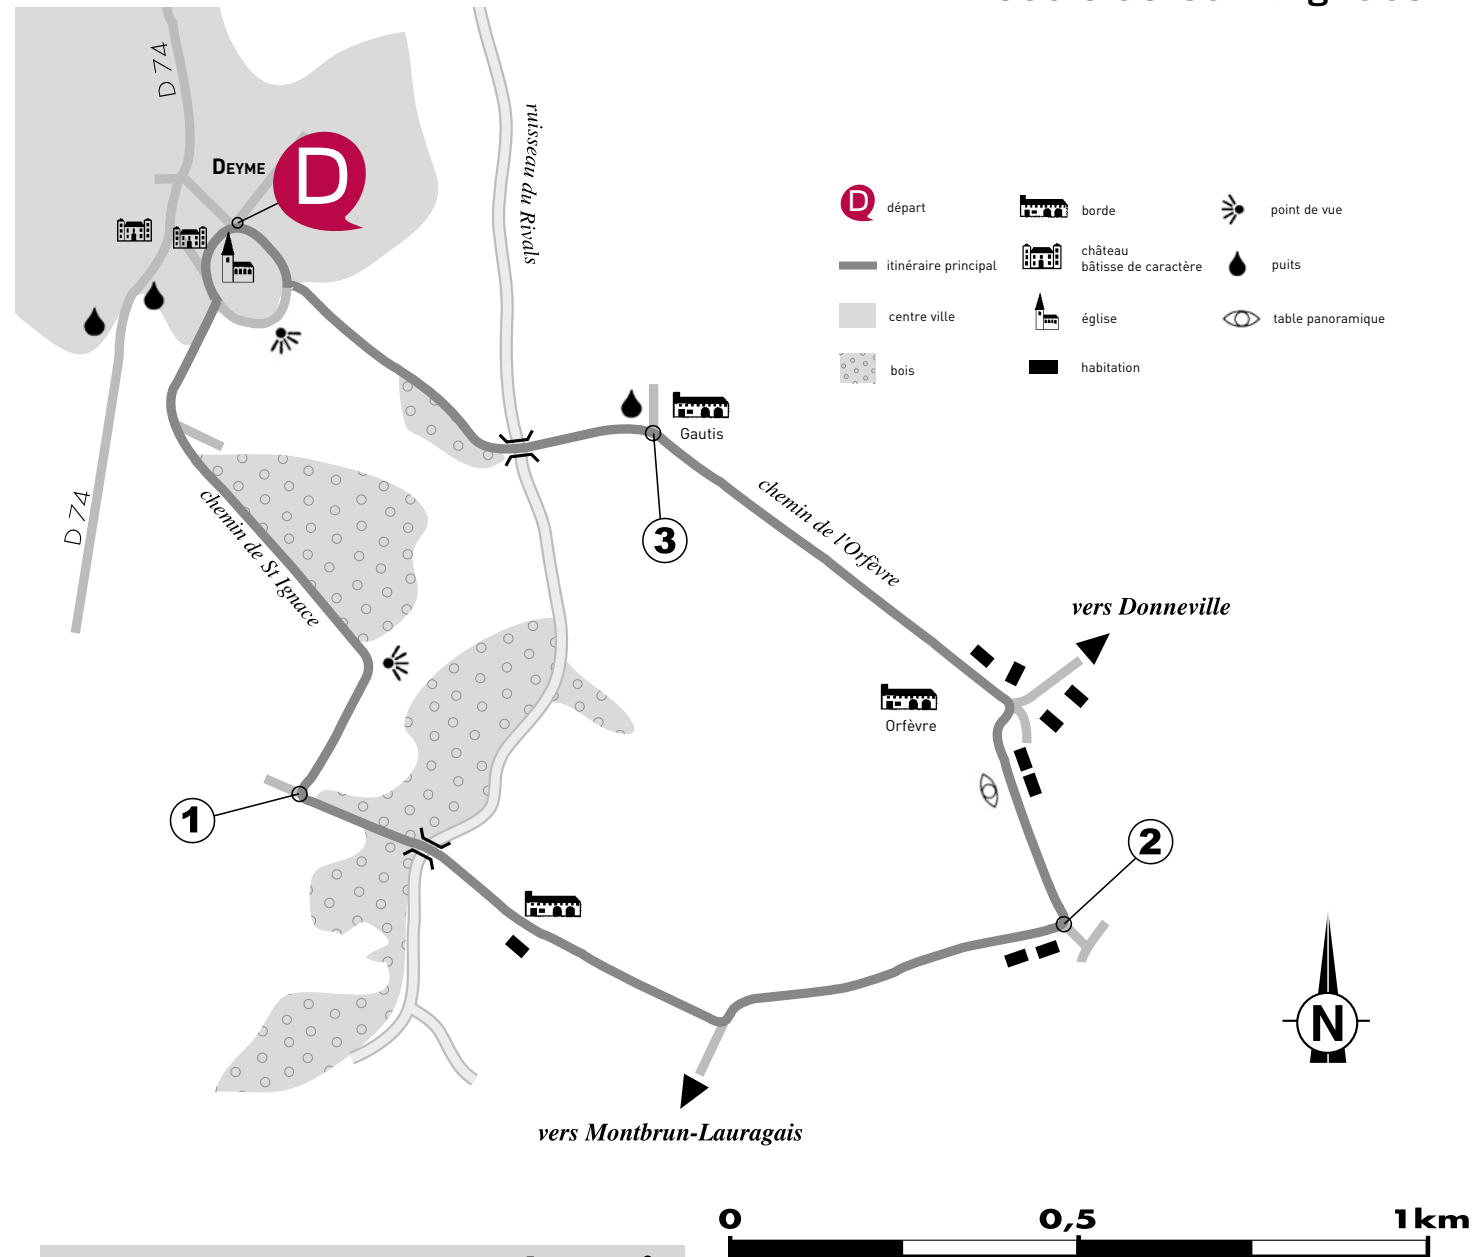 D 74
DEYME
D
ruisseau du Rivals
D
départ
borde
point de vue
itinéraire principal
château
bâtisse de caractère
puits
centre ville
église
table panoramique
bois
habitation
Gautis
3
chemin de l'Orfèvre
D 74
chemin de St Ignace
vers Donneville
Orfèvre
1
2
N
vers Montbrun-Lauragais
0
0,5
1km